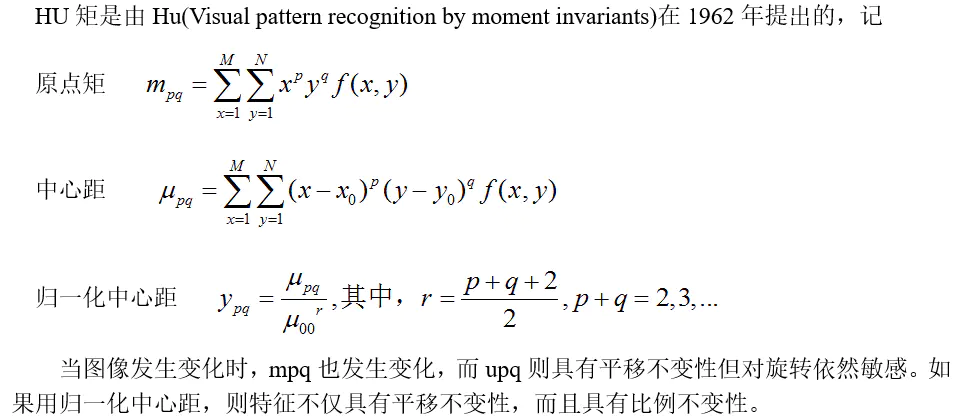 HU 矩是由 Hu(Visual pattern recognition by moment invariants)在 1962 年提出的，记
原点矩 m_{pq} = \sum_{x=1}^{M} \sum_{y=1}^{N} x^p y^q f(x, y)
中心距 μ_{pq} = \sum_{x=1}^{M} \sum_{y=1}^{N} (x − x_0)^p (y − y_0)^q f(x, y)
归一化中心距 y_{pq} = \frac{μ_{pq}}{μ_{00}^r}, 其中, r = \frac{p + q + 2}{2}, p + q = 2,3,...
当图像发生变化时，mpq 也发生变化，而 upq 则具有平移不变性但对旋转依然敏感。如
果用归一化中心距，则特征不仅具有平移不变性，而且具有比例不变性。